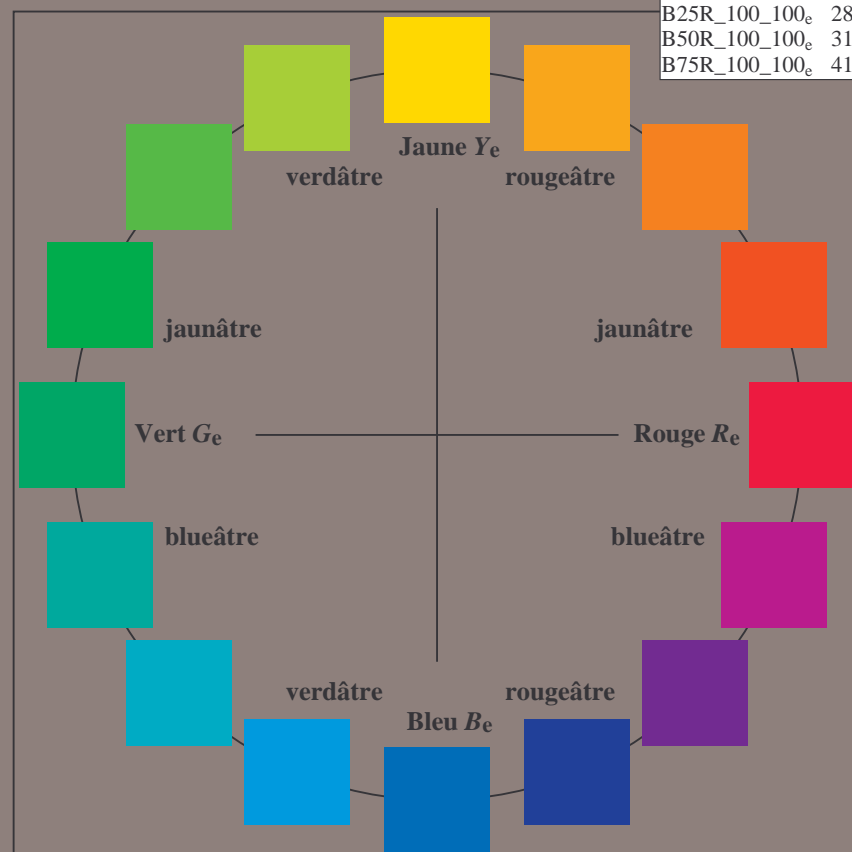 B25R_100_100e 28
B50R_100_100e 31
B75R_100_100e 41
Jaune Ye
verdâtre rougeâtre
jaunâtre jaunâtre
Vert Ge Rouge Re
blueâtre blueâtre
verdâtre rougeâtre
Bleu Be